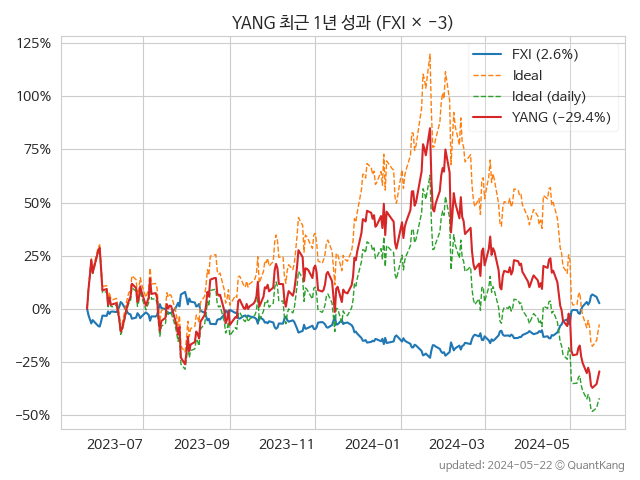 YANG 최근 1년 성과 (FXI × −3)
125%
100%
75%
50%
25%
0%
−25%
−50%
FXI (2.6%)
Ideal
Ideal (daily)
YANG (−29.4%)
2023−07
2023−09
2023−11
2024−01
2024−03
2024−05
updated: 2024−05−22 ⓒ QuantKang